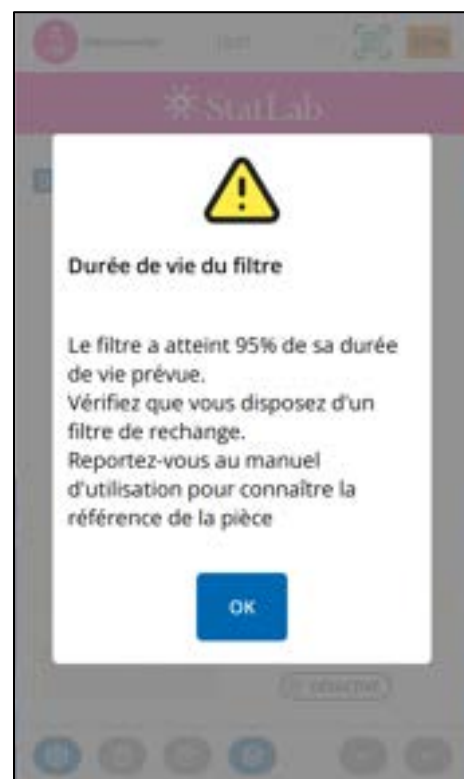 StatLab
Durée de vie du filtre
Le filtre a atteint 95% de sa durée
de vie prévue.
Vérifiez que vous disposez d'un
filtre de rechange.
Reportez-vous au manuel
d'utilisation pour connaître la
référence de la pièce
OK